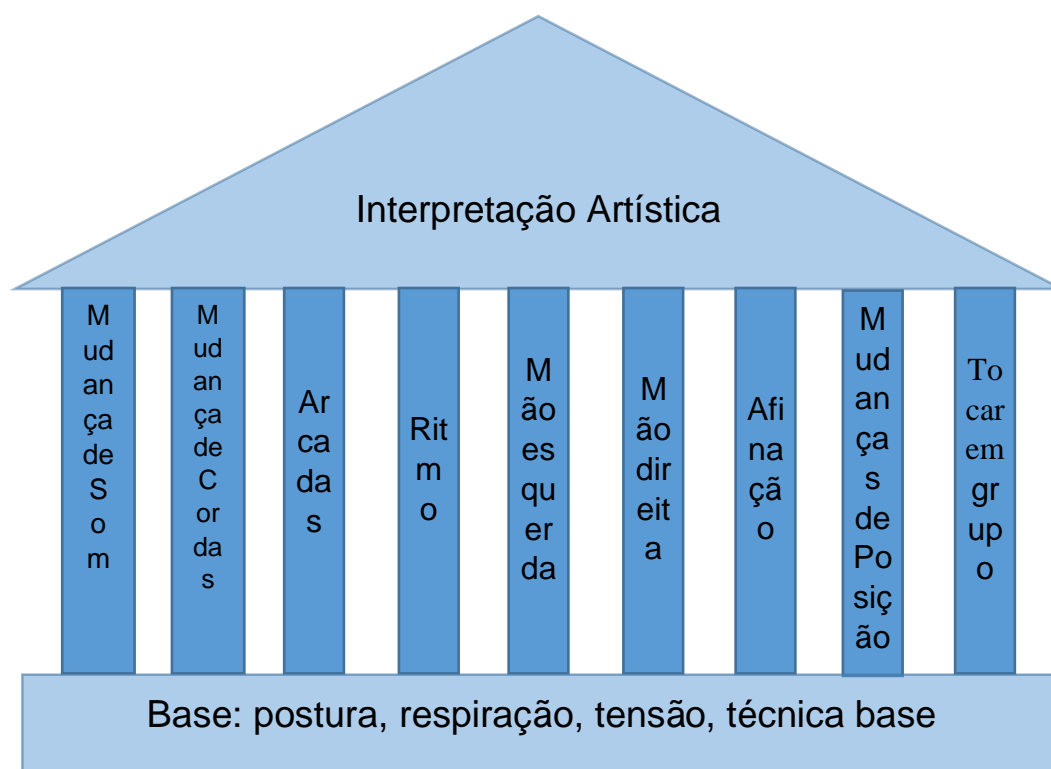 Interpretação Artística
M
ud
an
ça
de
S
o
m
M
ud
an
ça
de
C
or
da
s
Ar
ca
da
s
Rit
m
o
M
ão
es
qu
er
da
M
ão
dir
eit
a
Afi
na
çã
o
M
ud
an
ça
s
de
Po
siç
ão
To
car
em
gr
up
o
Base: postura, respiração, tensão, técnica base